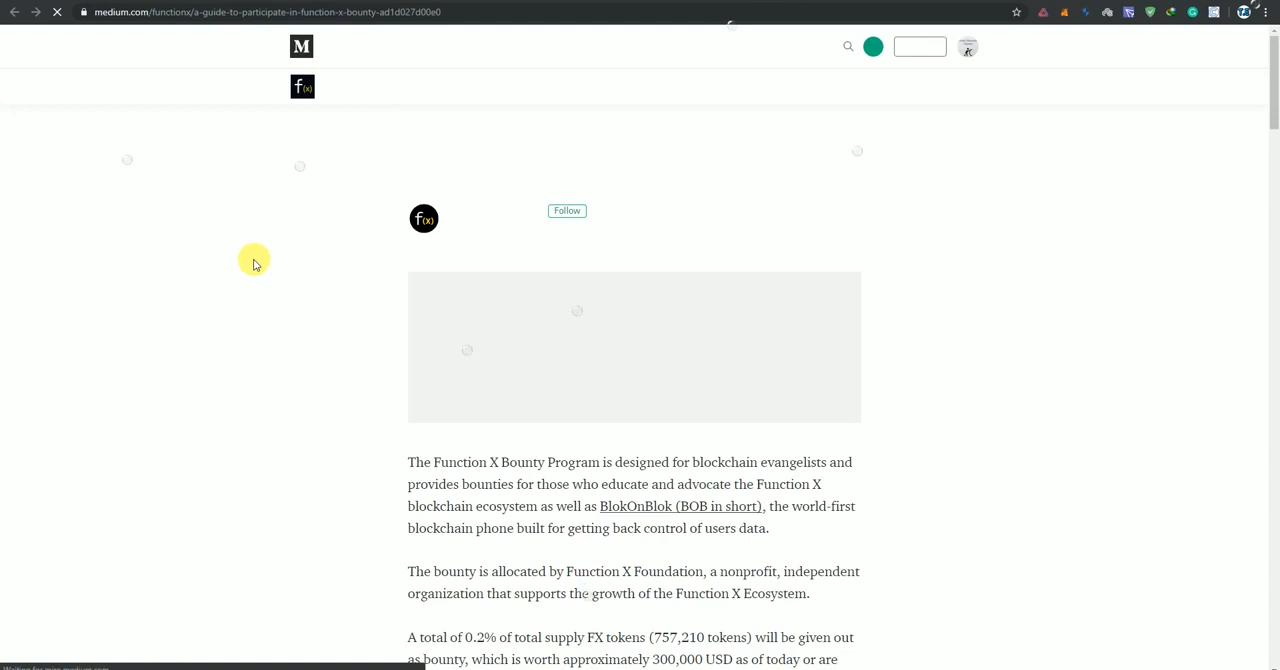 medium.com/functionx/a-guide-to-participate-in-function-x-bounty-ad1d027d00e0
M
f(x)
f(x)
Follow
The Function X Bounty Program is designed for blockchain evangelists and
provides bounties for those who educate and advocate the Function X
blockchain ecosystem as well as BlokOnBlok (BOB in short), the world-first
blockchain phone built for getting back control of users data.
The bounty is allocated by Function X Foundation, a nonprofit, independent
organization that supports the growth of the Function X Ecosystem.
A total of 0.2% of total supply FX tokens (757,210 tokens) will be given out
as bounty, which is worth approximately 300,000 USD as of today or are